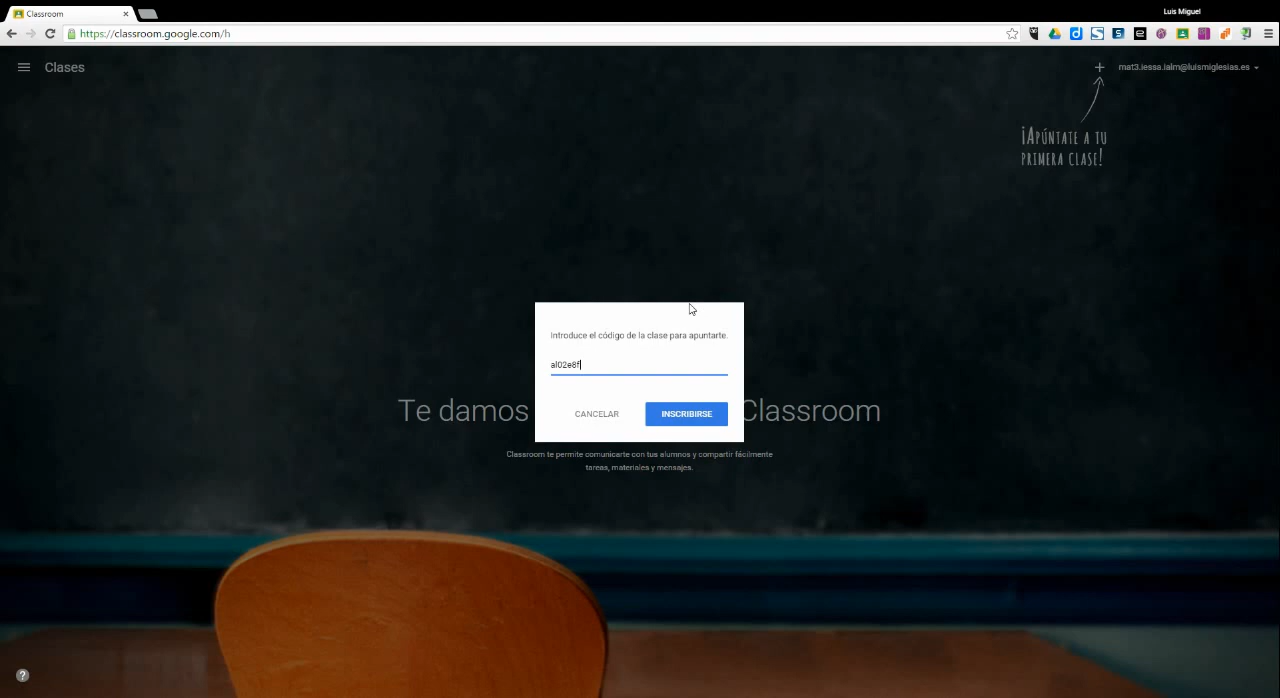 Classroom
Luis Miguel
https://classroom.google.com/h
Clases
mat3.iessa.ialm@luismiglesias.es
¡Apúntate a tu
primera clase!
Introduce el código de la clase para apuntarte.
al02e8f
CANCELAR
INSCRIBIRSE
Te damos
Classroom
Classroom te permite comunicarte con tus alumnos y compartir fácilmente
tareas, materiales y mensajes.